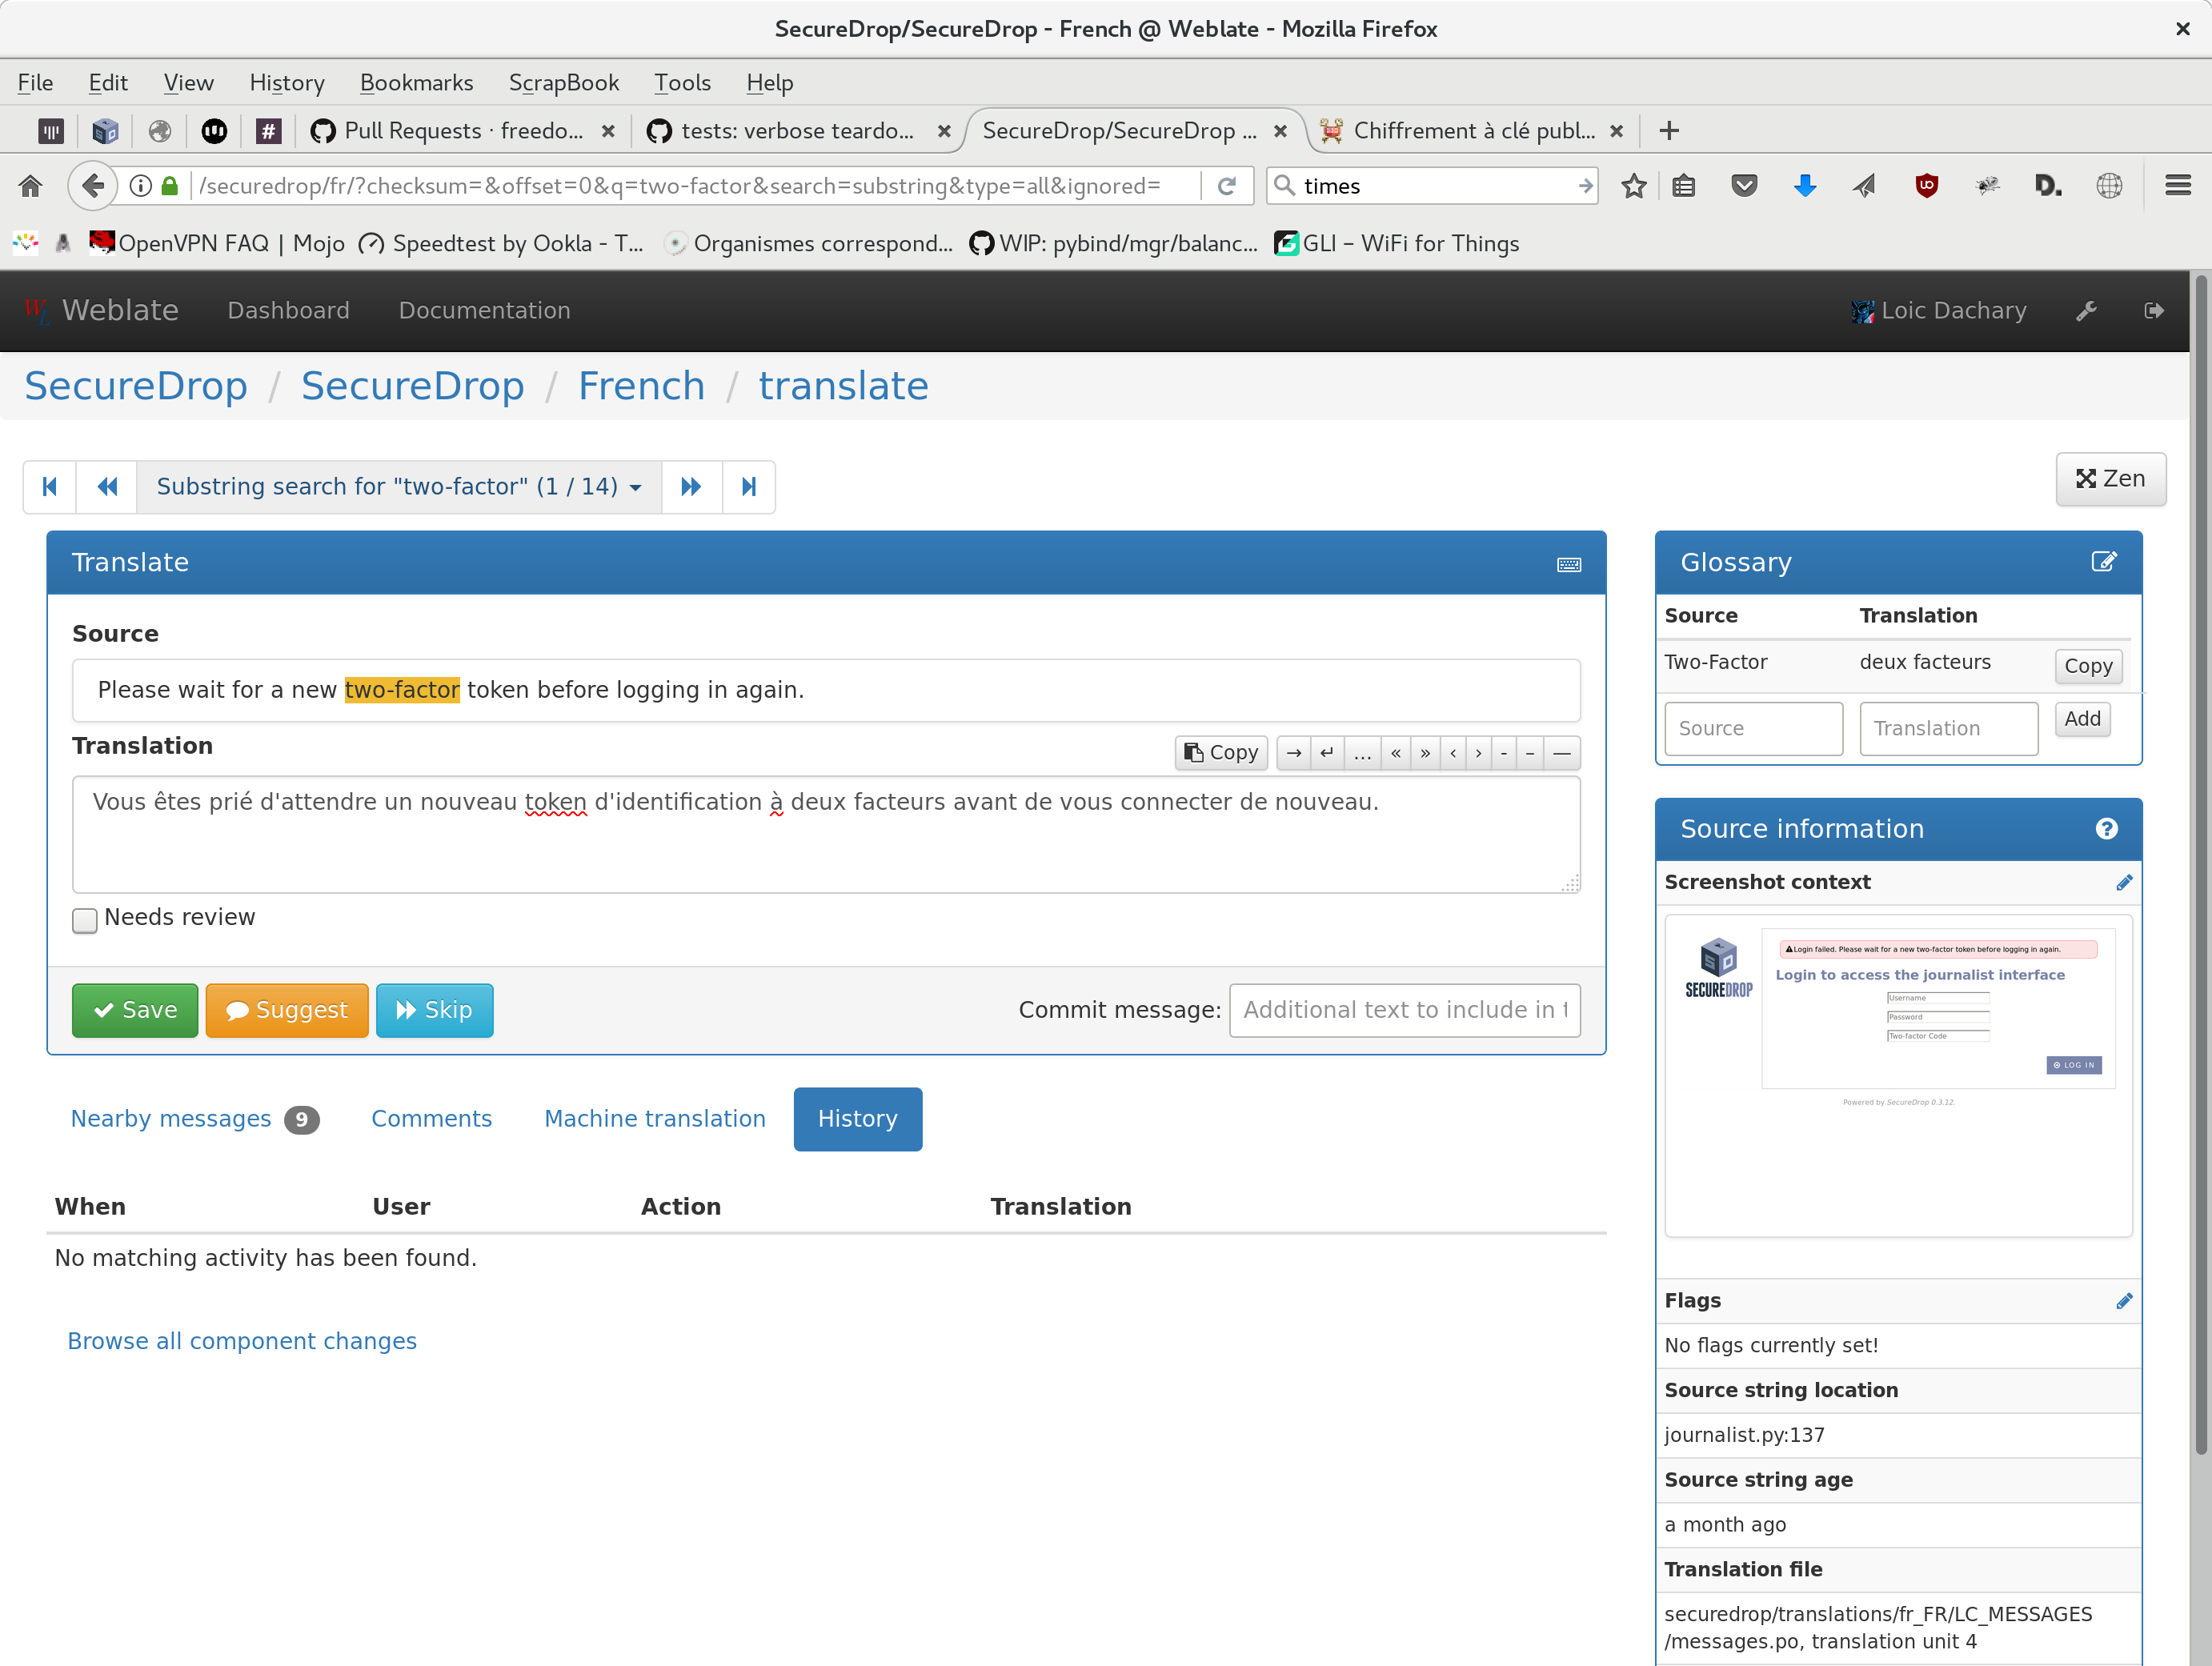 SecureDrop/SecureDrop - French @ Weblate - Mozilla Firefox
File Edit View History Bookmarks ScrapBook Tools Help
Pull Requests · freedo... tests: verbose teardo... SecureDrop/SecureDrop ... Chiffrement à clé publ...
/securedrop/fr/?checksum=&offset=0&q=two-factor&search=substring&type=all&ignored= times
OpenVPN FAQ | Mojo Speedtest by Ookla - T... Organismes correspond... WIP: pybind/mgr/balanc... GLI – WiFi for Things
Weblate Dashboard Documentation Loic Dachary
SecureDrop / SecureDrop / French / translate
Substring search for "two-factor" (1 / 14)
Zen
Translate
Source
Please wait for a new two-factor token before logging in again.
Translation
Copy → ↵ … « » ‹ › - – —
Vous êtes prié d'attendre un nouveau token d'identification à deux facteurs avant de vous connecter de nouveau.
Needs review
Save Suggest Skip Commit message: Additional text to include in t
Nearby messages 9 Comments Machine translation History
When User Action Translation
No matching activity has been found.
Browse all component changes
Glossary
Source Translation
Two-Factor deux facteurs Copy
Source Translation Add
Source information
Screenshot context
SECUREDROP
Login failed. Please wait for a new two-factor token before logging in again.
Login to access the journalist interface
Username
Password
Two-factor Code
LOG IN
Powered by SecureDrop 0.3.12.
Flags
No flags currently set!
Source string location
journalist.py:137
Source string age
a month ago
Translation file
securedrop/translations/fr_FR/LC_MESSAGES
/messages.po, translation unit 4